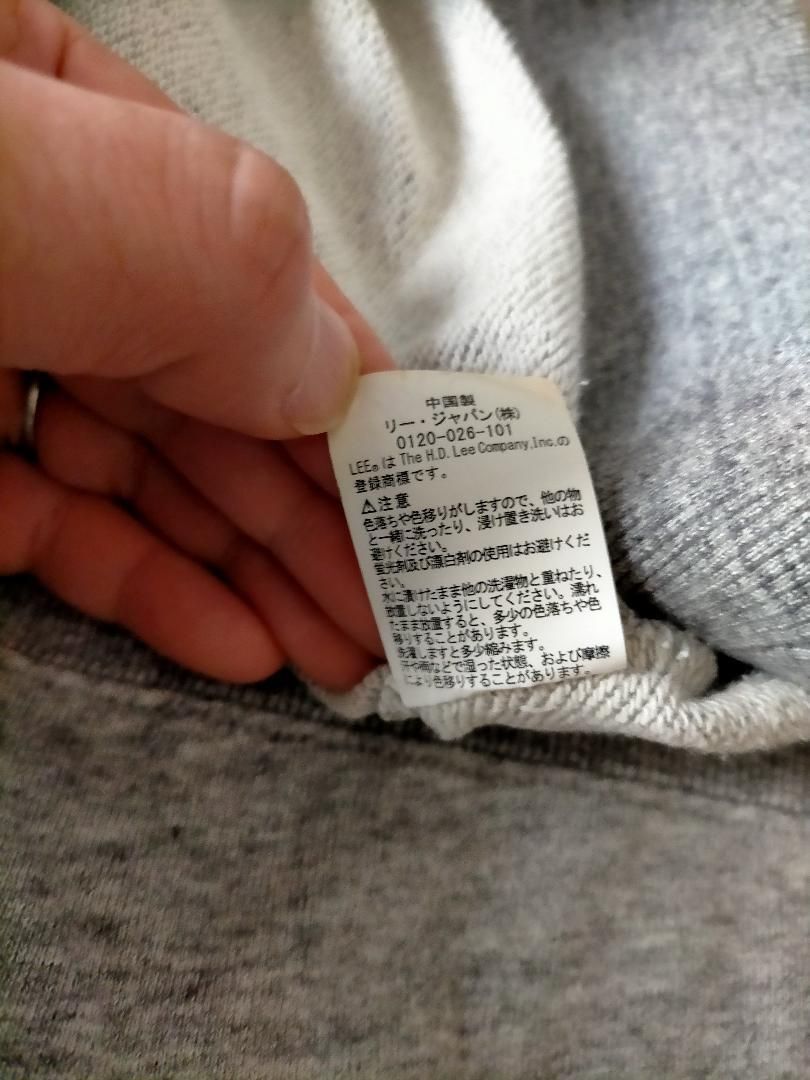 中国製
リー・ジャパン(株)
0120-026-101
LEE®は The H.D. Lee Company,Inc.の
登録商標です。
⚠注意
色落ちや色移りがしますので、他の物
と一緒に洗ったり、浸け置き洗いはお
避けください。
蛍光剤及び漂白剤の使用はお避けくだ
さい。
水に漬けたまま他の洗濯物と重ねたり、
放置しないようにしてください。濡れ
たまま放置すると、多少の色落ちや色
移りすることがあります。
洗濯しますと多少縮みます。
汗や雨などで湿った状態、および摩擦
により色移りすることがあります。